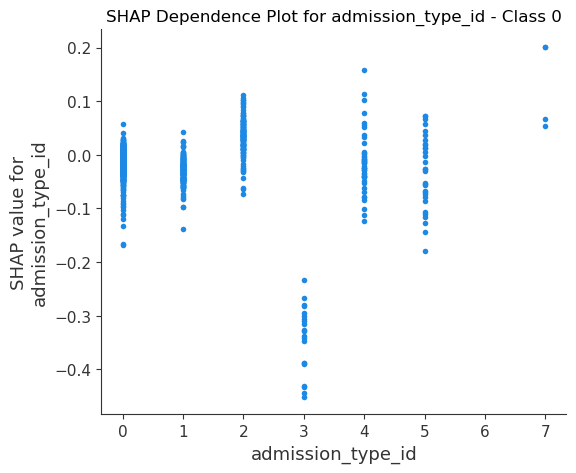 SHAP Dependence Plot for admission_type_id - Class 0
0.2
0.1
0.0
−0.1
−0.2
−0.3
−0.4
SHAP value for
admission_type_id
0 1 2 3 4 5 6 7
admission_type_id